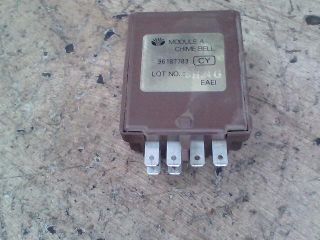 MODULE A
CHIME BELL
96187783 CY
LOT NO.
EAEI